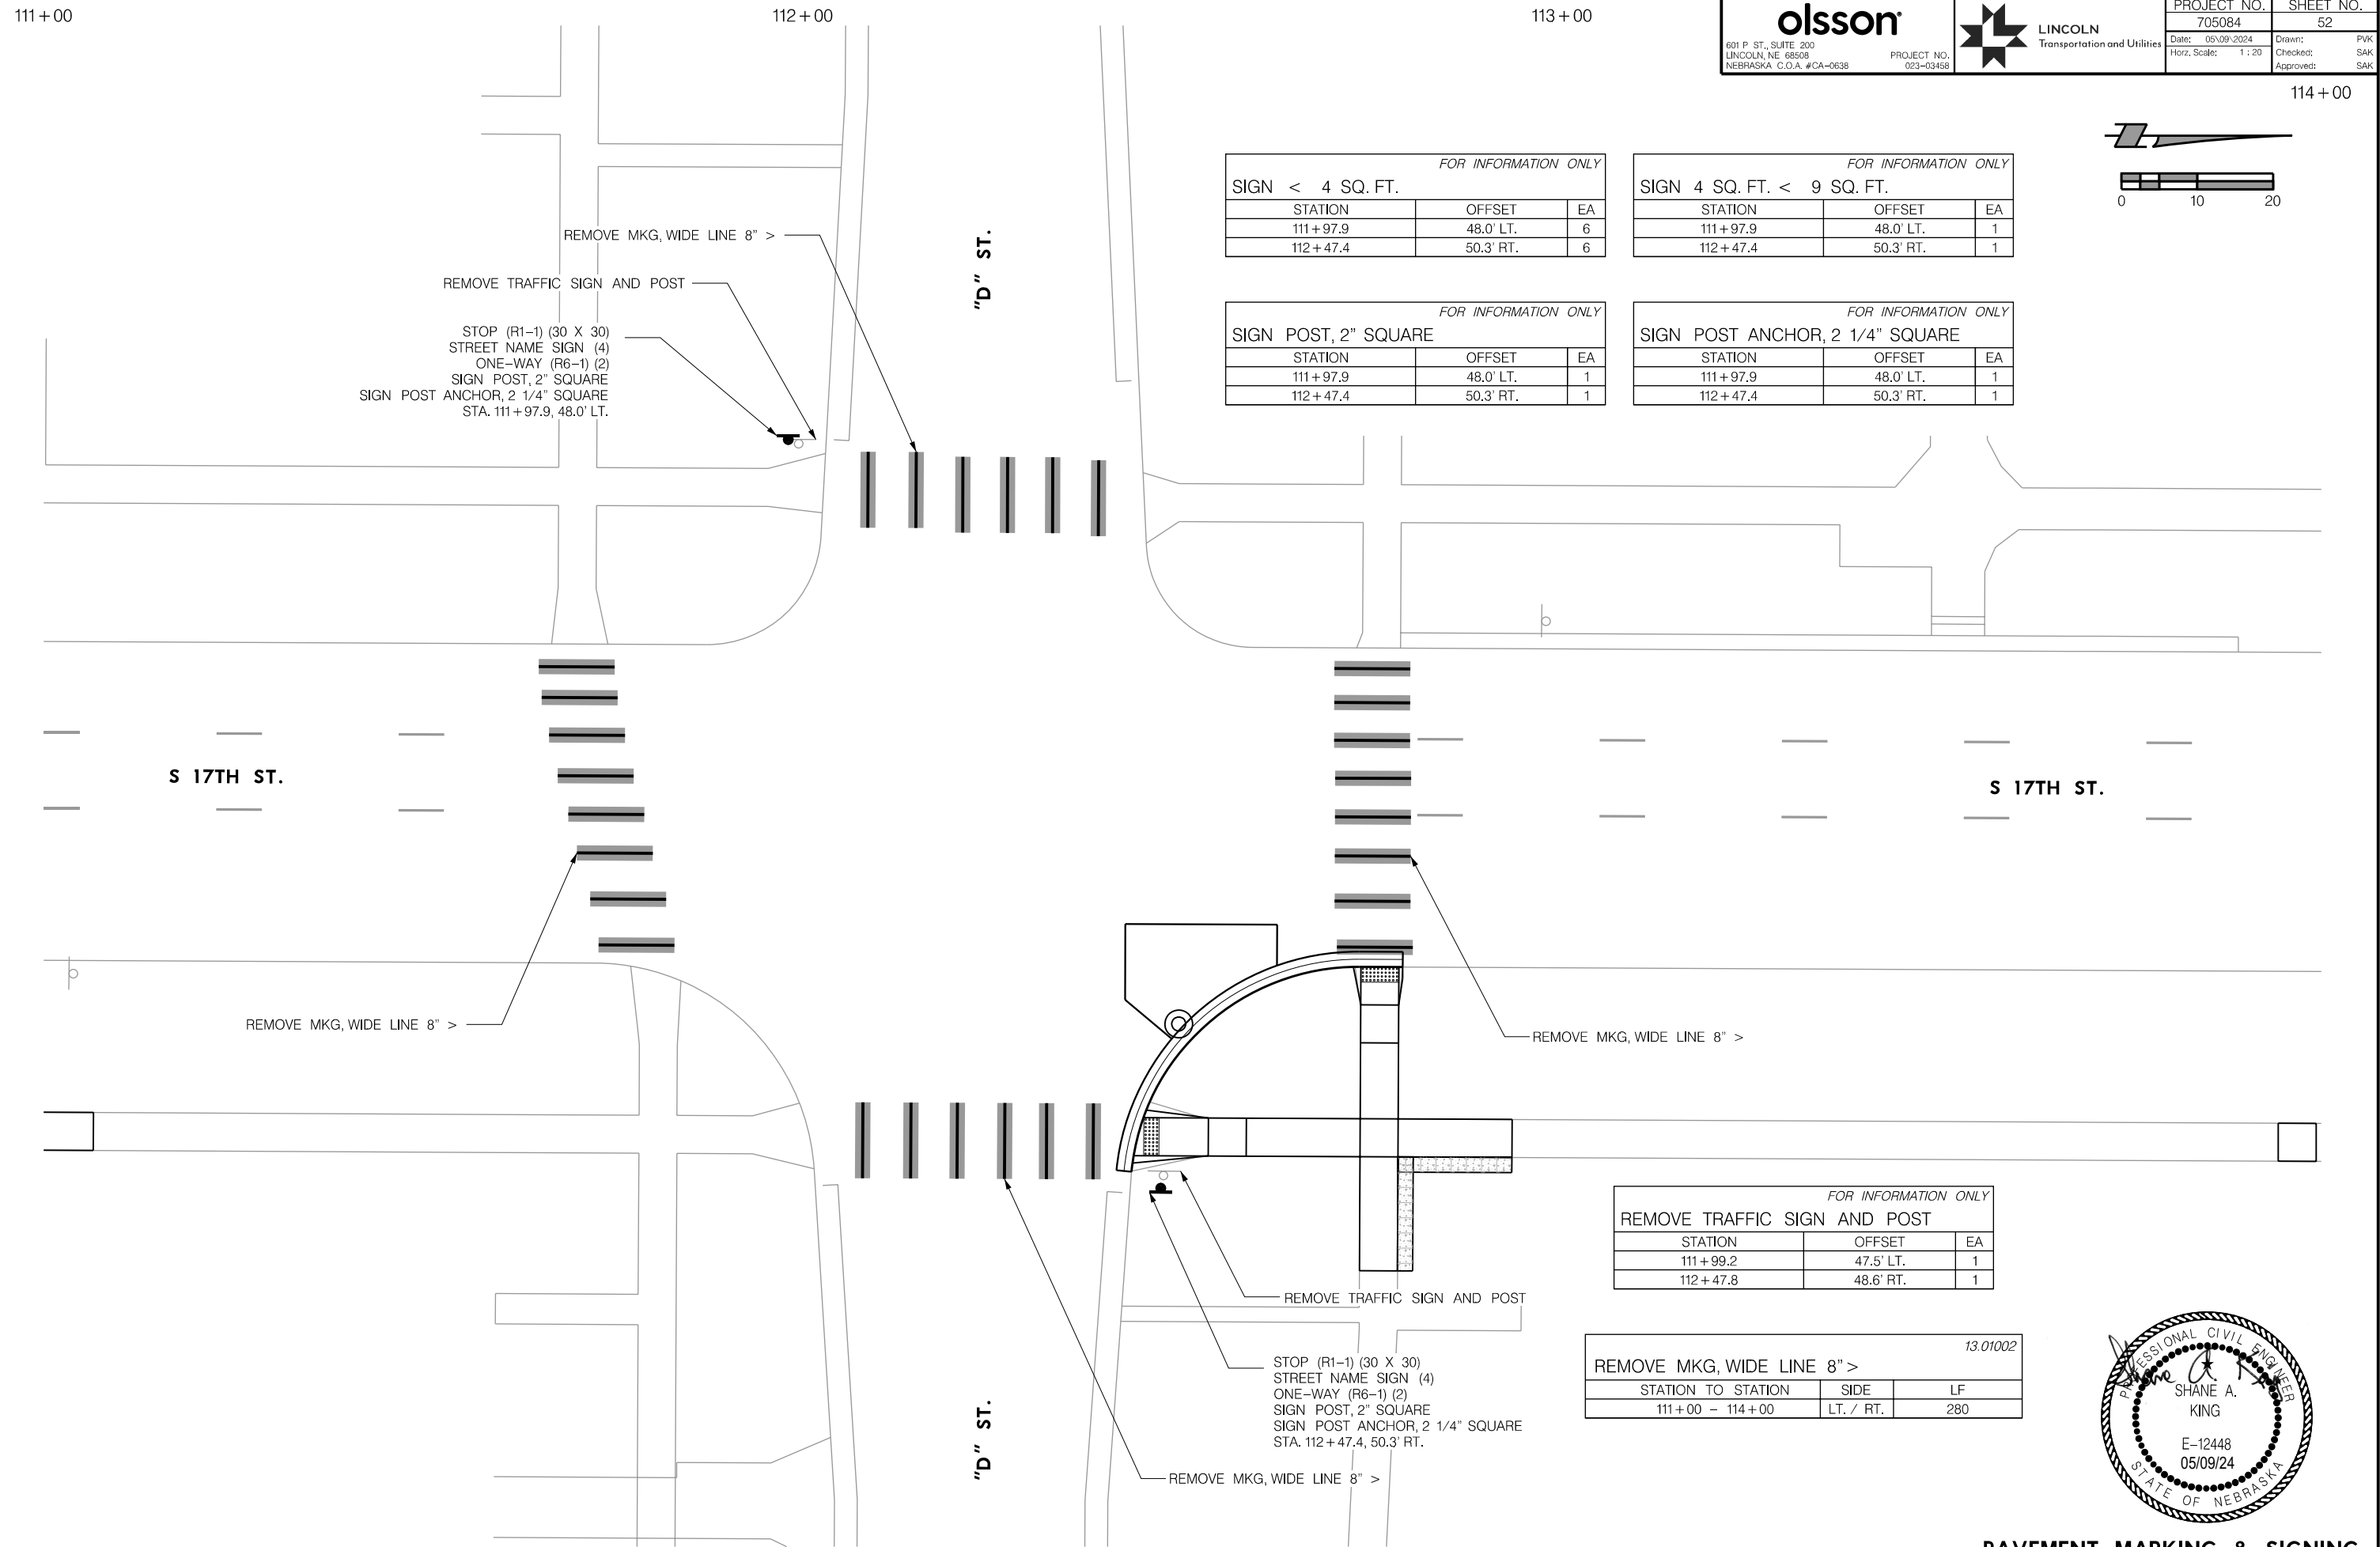 111+00
112+00
113+00
olsson
601 P ST., SUITE 200
LINCOLN, NE 68508
NEBRASKA C.O.A. #CA-0638
PROJECT NO.
023-03458
LINCOLN
Transportation and Utilities
PROJECT NO.
705084
SHEET NO.
52
Date: 05\09\2024
Horz. Scale: 1 : 20
Drawn: PVK
Checked: SAK
Approved: SAK
114+00
0 10 20
FOR INFORMATION ONLY
SIGN < 4 SQ. FT.
STATION OFFSET EA
111+97.9 48.0' LT. 6
112+47.4 50.3' RT. 6
FOR INFORMATION ONLY
SIGN 4 SQ. FT. < 9 SQ. FT.
STATION OFFSET EA
111+97.9 48.0' LT. 1
112+47.4 50.3' RT. 1
FOR INFORMATION ONLY
SIGN POST, 2" SQUARE
STATION OFFSET EA
111+97.9 48.0' LT. 1
112+47.4 50.3' RT. 1
FOR INFORMATION ONLY
SIGN POST ANCHOR, 2 1/4" SQUARE
STATION OFFSET EA
111+97.9 48.0' LT. 1
112+47.4 50.3' RT. 1
"D" ST.
REMOVE MKG, WIDE LINE 8" >
REMOVE TRAFFIC SIGN AND POST
STOP (R1-1) (30 X 30)
STREET NAME SIGN (4)
ONE-WAY (R6-1) (2)
SIGN POST, 2" SQUARE
SIGN POST ANCHOR, 2 1/4" SQUARE
STA. 111+97.9, 48.0' LT.
S 17TH ST.
S 17TH ST.
REMOVE MKG, WIDE LINE 8" >
REMOVE MKG, WIDE LINE 8" >
FOR INFORMATION ONLY
REMOVE TRAFFIC SIGN AND POST
STATION OFFSET EA
111+99.2 47.5' LT. 1
112+47.8 48.6' RT. 1
REMOVE TRAFFIC SIGN AND POST
STOP (R1-1) (30 X 30)
STREET NAME SIGN (4)
ONE-WAY (R6-1) (2)
SIGN POST, 2" SQUARE
SIGN POST ANCHOR, 2 1/4" SQUARE
STA. 112+47.4, 50.3' RT.
"D" ST.
REMOVE MKG, WIDE LINE 8" >
13.01002
REMOVE MKG, WIDE LINE 8">
STATION TO STATION SIDE LF
111+00 - 114+00 LT. / RT. 280
PROFESSIONAL CIVIL ENGINEER
SHANE A.
KING
E-12448
05/09/24
STATE OF NEBRASKA
PAVEMENT MARKING & SIGNING